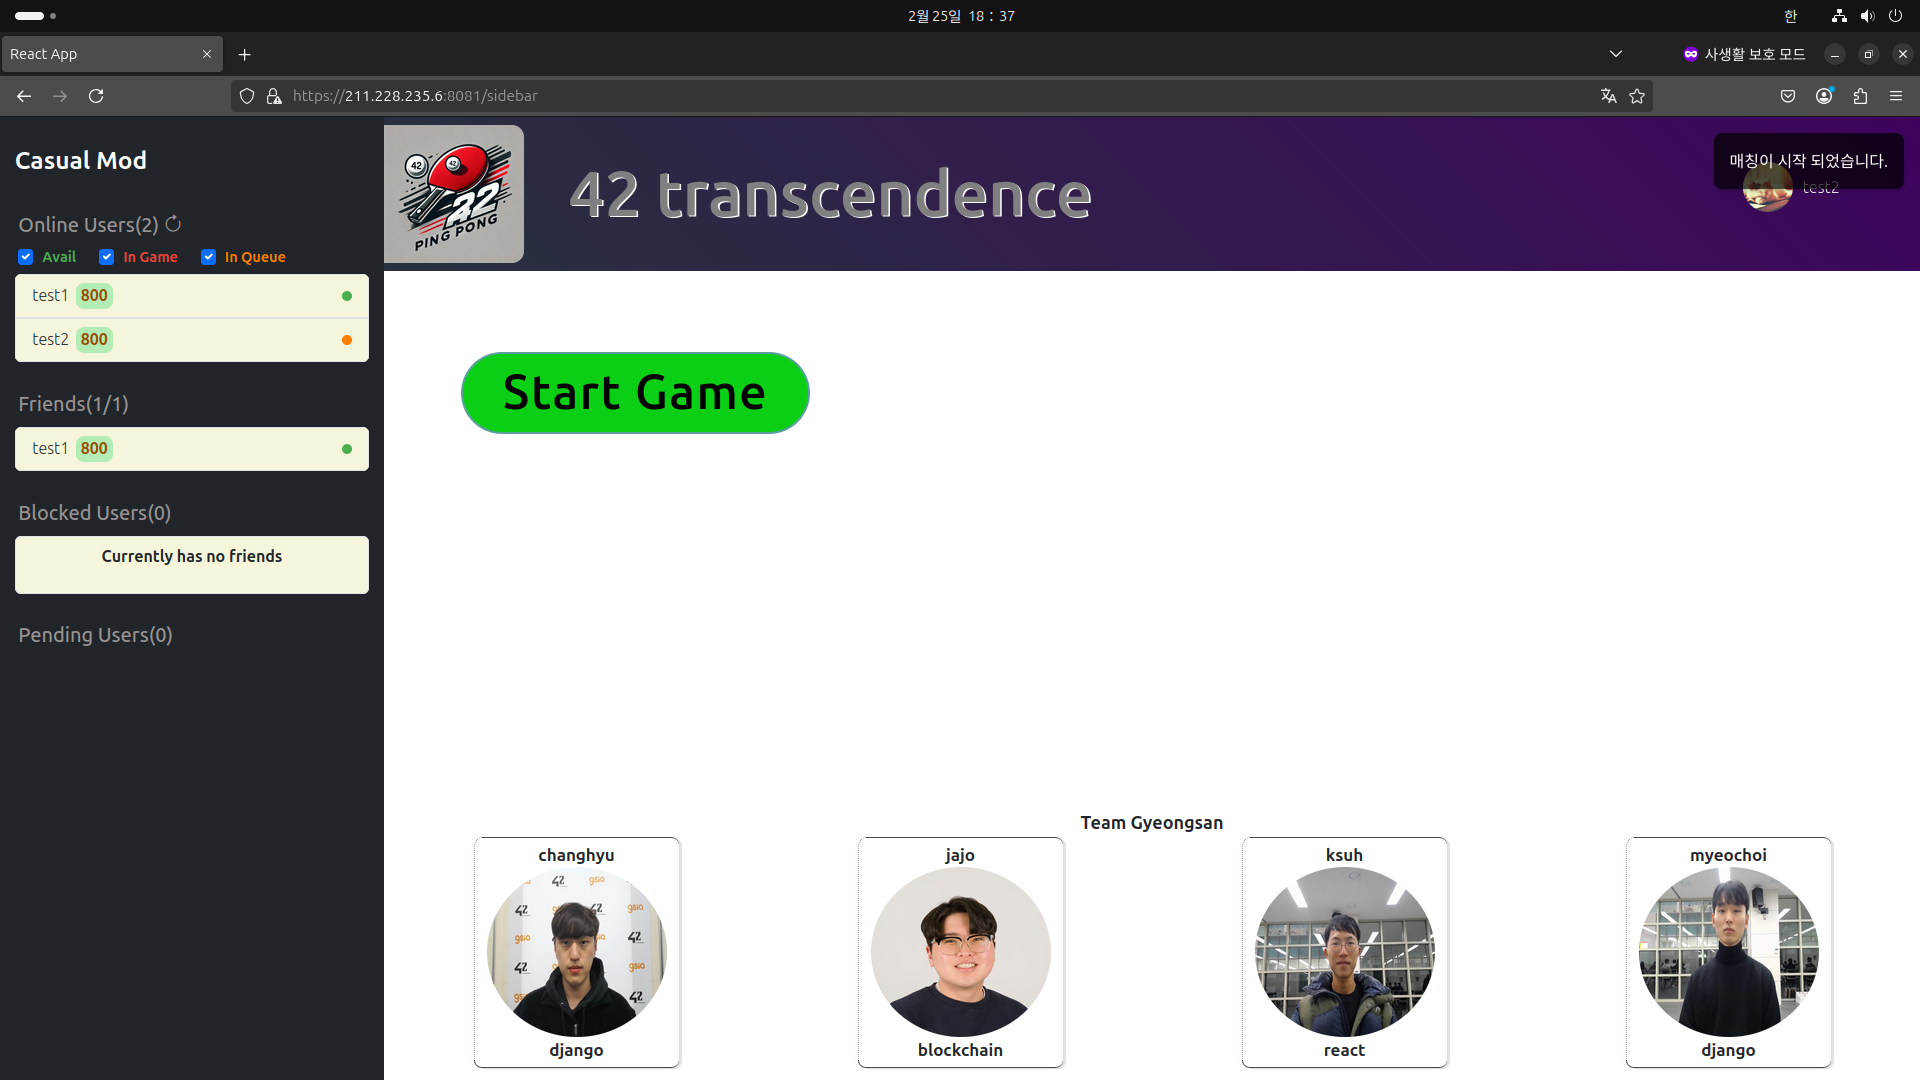 2월 25일 18 : 37
한
React App
사생활 보호 모드
https://211.228.235.6:8081/sidebar
Casual Mod
Online Users(2)
Avail In Game In Queue
test1 800
test2 800
Friends(1/1)
test1 800
Blocked Users(0)
Currently has no friends
Pending Users(0)
42
42
42
PING PONG
42 transcendence
매칭이 시작 되었습니다.
test2
Start Game
Team Gyeongsan
changhyu
django
jajo
blockchain
ksuh
react
myeochoi
django